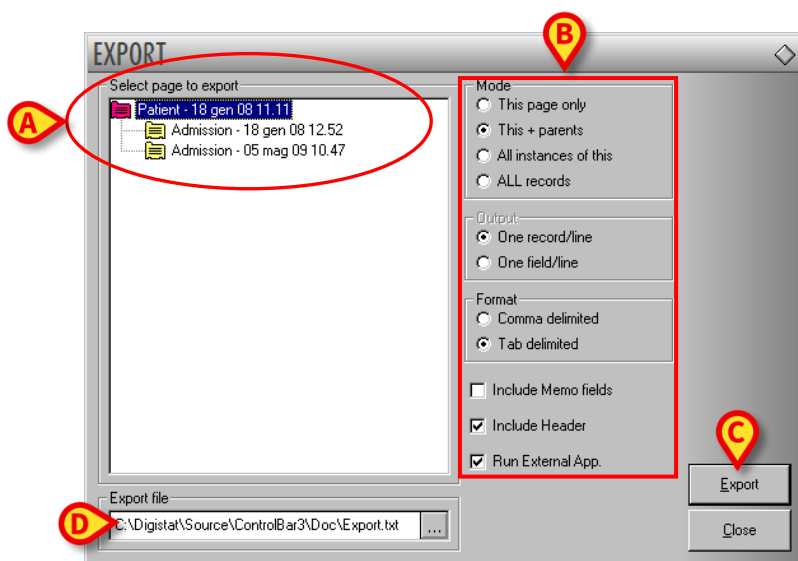 EXPORT
B
Select page to export
Patient - 18 gen 08 11.11
Admission - 18 gen 08 12.52
Admission - 05 mag 09 10.47
A
Mode
This page only
This + parents
All instances of this
ALL records
Output
One record/line
One field/line
Format
Comma delimited
Tab delimited
Include Memo fields
Include Header
Run External App.
C
Export
Close
Export file
D
C:\Digistat\Source\ControlBar3\Doc\Export.txt
...